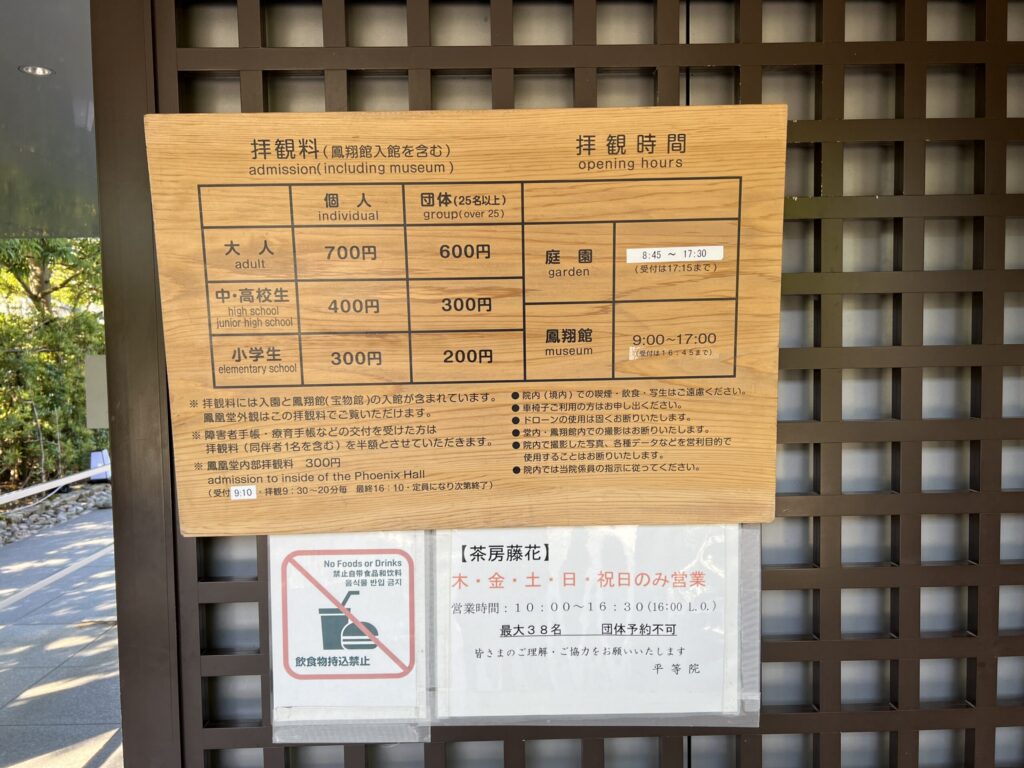 拝観料(鳳翔館入館を含む)
admission(including museum)
拝観時間
opening hours
個人
individual
団体(25名以上)
group(over 25)
大人
adult
700円
600円
中・高校生
high school
junior high school
400円
300円
小学生
elementary school
300円
200円
庭園
garden
8:45 ~ 17:30
(受付は17:15まで)
鳳翔館
museum
9:00~17:00
(受付は16:45まで)
※ 拝観料には入園と鳳翔館(宝物館)の入館が含まれています。
鳳凰堂外観はこの拝観料でご覧いただけます。
※ 障害者手帳・療育手帳などの交付を受けた方は
拝観料(同伴者1名を含む)を半額とさせていただきます。
※ 鳳凰堂内部拝観料 300円
admission to inside of the Phoenix Hall
(受付 9:10 ・拝観9:30~20分毎 最終16:10・定員になり次第終了)
● 院内(境内)での喫煙・飲食・写生はご遠慮ください。
● 車椅子ご利用の方はお申し出ください。
● ドローンの使用は固くお断りいたします。
● 堂内・鳳翔館内での撮影はお断りいたします。
● 院内で撮影した写真、各種データなどを営利目的で
使用することはお断りいたします。
● 院内では当院係員の指示に従ってください。
No Foods or Drinks
禁止自带食品和饮料
음식물 반입 금지
飲食物持込禁止
【茶房藤花】
木・金・土・日・祝日のみ営業
営業時間:10:00~16:30(16:00 L.O.)
最大38名 団体予約不可
皆さまのご理解・ご協力をお願いいたします
平等院